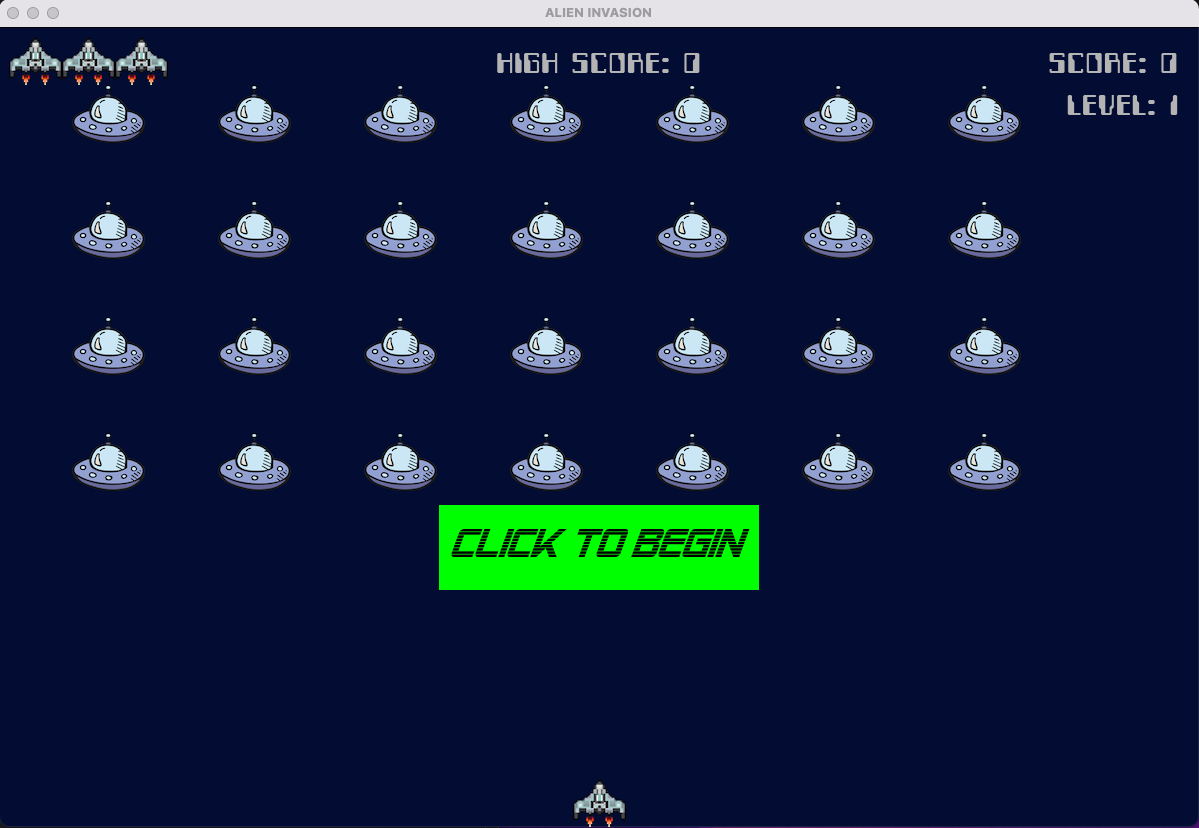 ALIEN INVASION
HIGH SCORE: 0
SCORE: 0
LEVEL: 1
CLICK TO BEGIN